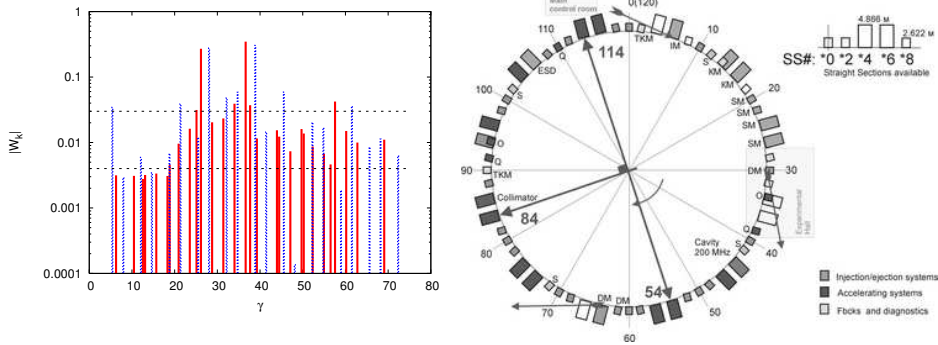 1
0.1
0.01
0.001
0.0001
|W_k|
0 10 20 30 40 50 60 70 80
γ
control room
0(120)
110
TKM
IM
10
114
Q
ESD
S
KM
KM
20
SM
SM
SM
SM
100
S
O
Q
90
TKM
30
DM
O
Experimental
Hall
Collimator
84
80
Q
S
40
Cavity
200 MHz
54
S
70
DM
DM
60
50
4.866 M
2.622 M
SS#: *0 *2 *4 *6 *8
Straight Sections available
Injection/ejection systems
Accelerating systems
Fbcks and diagnostics